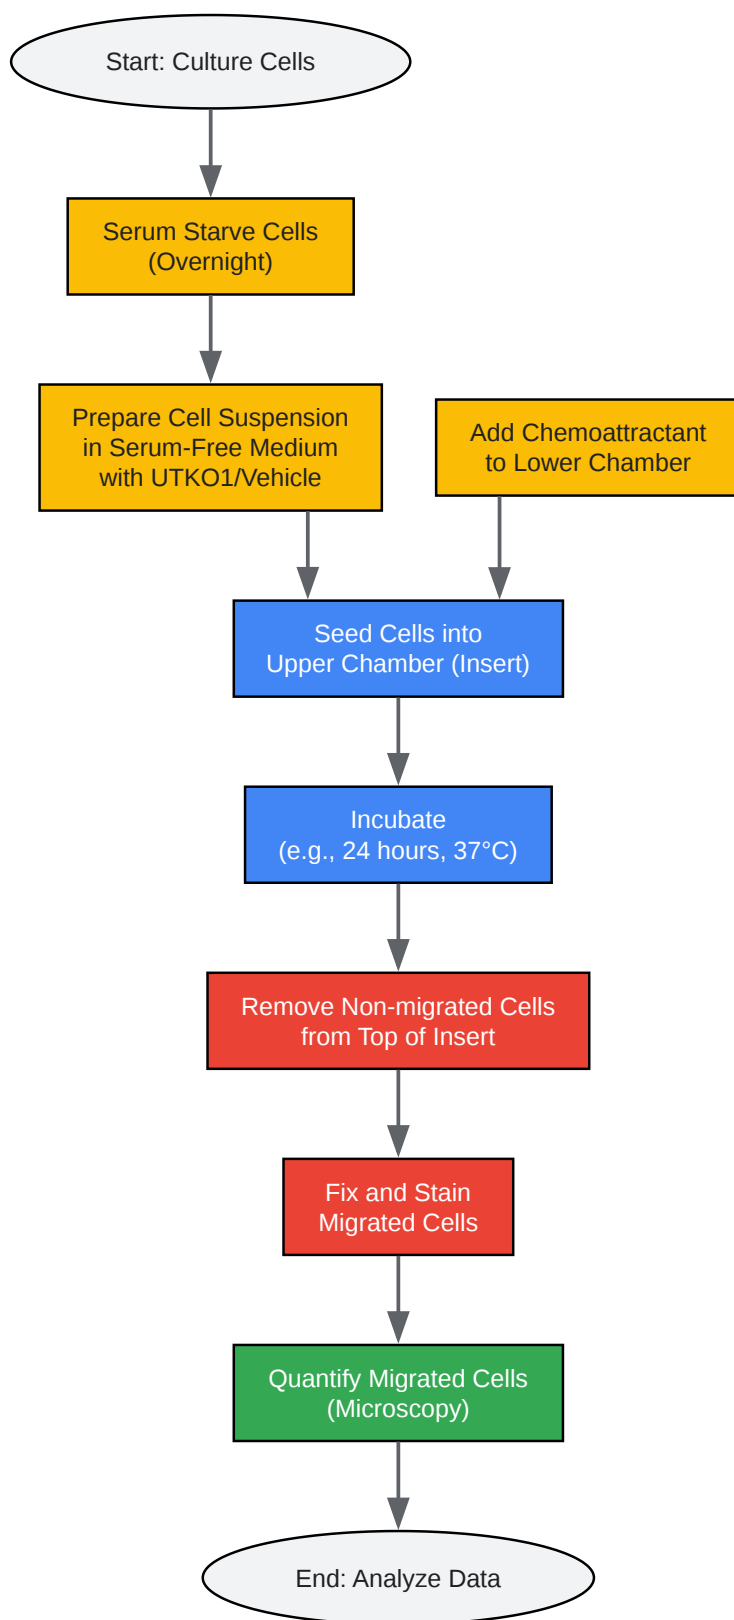 Start: Culture Cells
Serum Starve Cells
(Overnight)
Prepare Cell Suspension
in Serum-Free Medium
with UTKO1/Vehicle
Add Chemoattractant
to Lower Chamber
Seed Cells into
Upper Chamber (Insert)
Incubate
(e.g., 24 hours, 37°C)
Remove Non-migrated Cells
from Top of Insert
Fix and Stain
Migrated Cells
Quantify Migrated Cells
(Microscopy)
End: Analyze Data